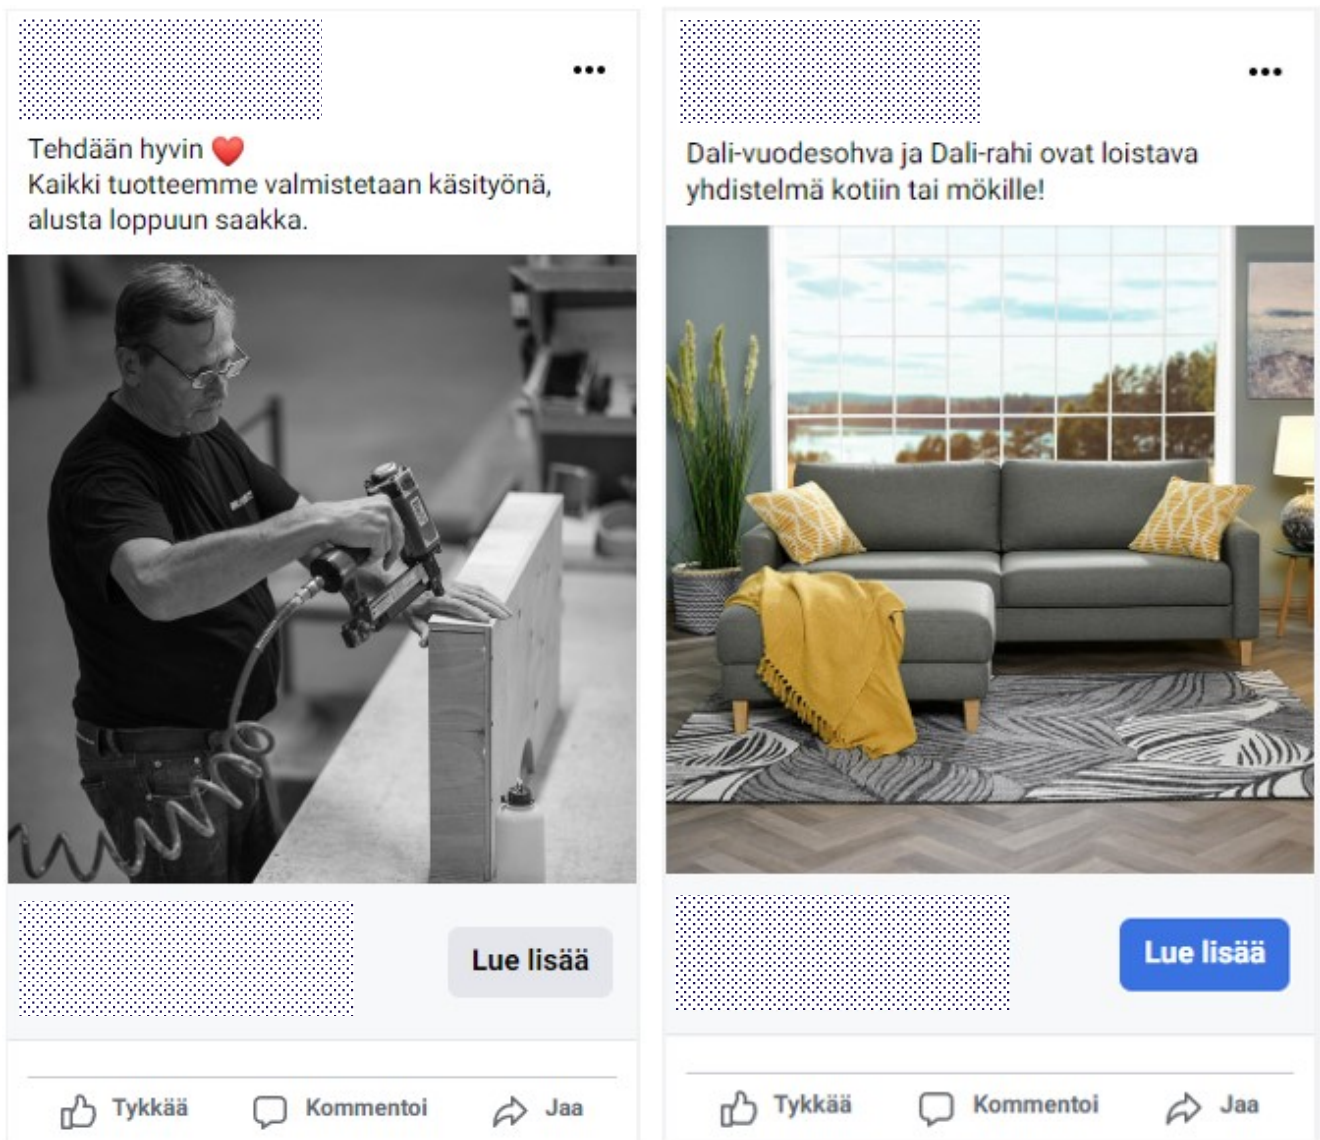 Tehdään hyvin ❤️
Kaikki tuotteemme valmistetaan käsityönä,
alusta loppuun saakka.
Lue lisää
Tykkää Kommentoi Jaa
Dali-vuodesohva ja Dali-rahi ovat loistava
yhdistelmä kotiin tai mökille!
Lue lisää
Tykkää Kommentoi Jaa